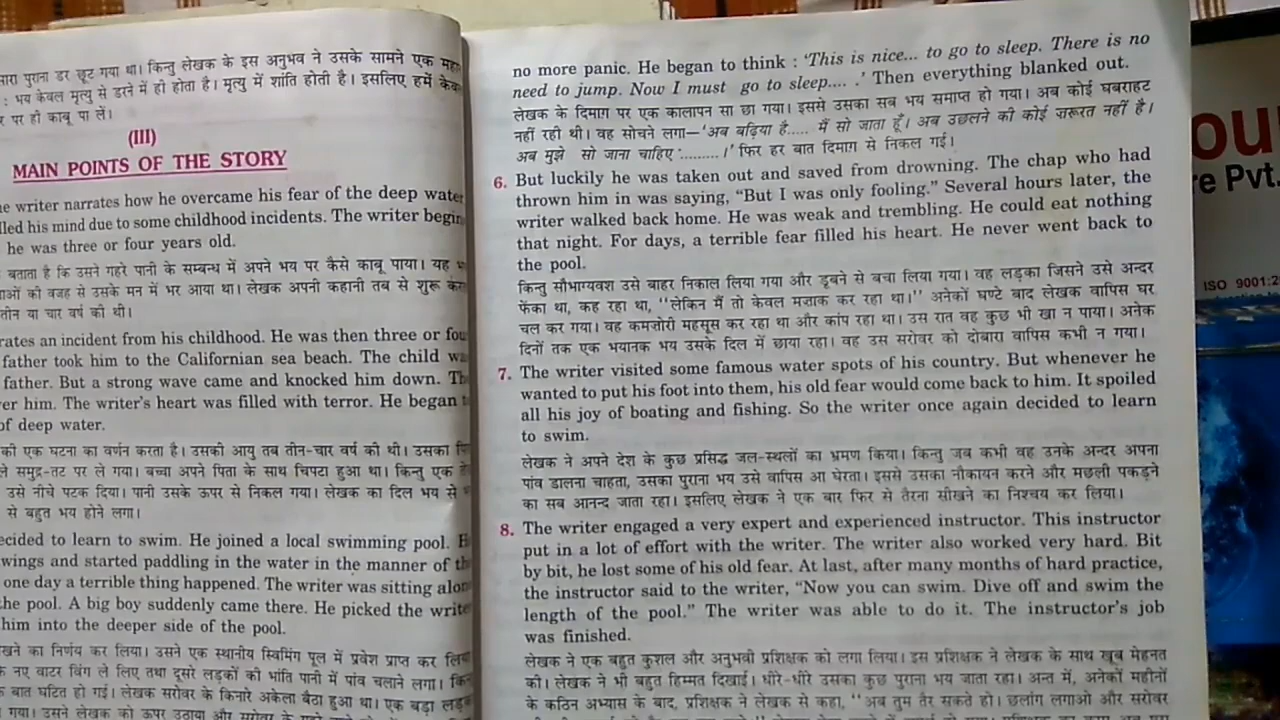 सारा पुराना डर छूट गया था। किन्तु लेखक के इस अनुभव ने उसके सामने एक
: भय केवल मृत्यु से डरने में ही होता है। मृत्यु में शांति होती है। इसलिए हमें
पर ही काबू पा लें।
(III)
MAIN POINTS OF THE STORY
writer narrates how he overcame his fear of the deep water
his mind due to some childhood incidents. The writer
he was three or four years old.
बताता है कि उसने गहरे पानी के सम्बन्ध में अपने भय पर कैसे काबू पाया। यह
की वजह से उसके मन में भर आया था। लेखक अपनी कहानी तब से शुरू
तीन या चार वर्ष की थी।
an incident from his childhood. He was then three or
father took him to the Californian sea beach. The child
father. But a strong wave came and knocked him down.
him. The writer's heart was filled with terror. He began
of deep water.
की एक घटना का वर्णन करता है। उसकी आयु तब तीन-चार वर्ष की थी। उसका
समुद्र-तट पर ले गया। बच्चा अपने पिता के साथ चिपटा हुआ था। किन्तु एक
उसे नीचे पटक दिया। पानी उसके ऊपर से निकल गया। लेखक का दिल भय से
से बहुत भय होने लगा।
to learn to swim. He joined a local swimming pool.
wings and started paddling in the water in the manner of
one day a terrible thing happened. The writer was sitting
the pool. A big boy suddenly came there. He picked the
him into the deeper side of the pool.
का निर्णय कर लिया। उसने एक स्थानीय स्विमिंग पूल में प्रवेश प्राप्त कर
नए वाटर विंग ले लिए तथा दूसरे लड़कों की भांति पानी में पांव चलाने लगा।
बात घटित हो गई। लेखक सरोवर के किनारे अकेला बैठा हुआ था। एक बड़ा
गया। उसने लेखक को ऊपर उठाया और सरोवर के
no more panic. He began to think : 'This is nice... to go to sleep. There is no
need to jump. Now I must go to sleep.... .' Then everything blanked out.
लेखक के दिमाग़ पर एक कालापन सा छा गया। इससे उसका सब भय समाप्त हो गया। अब कोई घबराहट
नहीं रही थी। वह सोचने लगा—'अब बढ़िया है..... मैं सो जाता हूँ। अब उछलने की कोई ज़रूरत नहीं है।
अब मुझे सो जाना चाहिए .........।' फिर हर बात दिमाग़ से निकल गई।
6. But luckily he was taken out and saved from drowning. The chap who had
thrown him in was saying, "But I was only fooling." Several hours later, the
writer walked back home. He was weak and trembling. He could eat nothing
that night. For days, a terrible fear filled his heart. He never went back to
the pool.
किन्तु सौभाग्यवश उसे बाहर निकाल लिया गया और डूबने से बचा लिया गया। वह लड़का जिसने उसे अन्दर
फेंका था, कह रहा था, "लेकिन मैं तो केवल मज़ाक कर रहा था।" अनेकों घण्टे बाद लेखक वापिस घर
चल कर गया। वह कमज़ोरी महसूस कर रहा था और कांप रहा था। उस रात वह कुछ भी खा न पाया। अनेक
दिनों तक एक भयानक भय उसके दिल में छाया रहा। वह उस सरोवर को दोबारा वापिस कभी न गया।
7. The writer visited some famous water spots of his country. But whenever he
wanted to put his foot into them, his old fear would come back to him. It spoiled
all his joy of boating and fishing. So the writer once again decided to learn
to swim.
लेखक ने अपने देश के कुछ प्रसिद्ध जल-स्थलों का भ्रमण किया। किन्तु जब कभी वह उनके अन्दर अपना
पांव डालना चाहता, उसका पुराना भय उसे वापिस आ घेरता। इससे उसका नौकायन करने और मछली पकड़ने
का सब आनन्द जाता रहा। इसलिए लेखक ने एक बार फिर से तैरना सीखने का निश्चय कर लिया।
8. The writer engaged a very expert and experienced instructor. This instructor
put in a lot of effort with the writer. The writer also worked very hard. Bit
by bit, he lost some of his old fear. At last, after many months of hard practice,
the instructor said to the writer, "Now you can swim. Dive off and swim the
length of the pool." The writer was able to do it. The instructor's job
was finished.
लेखक ने एक बहुत कुशल और अनुभवी प्रशिक्षक को लगा लिया। इस प्रशिक्षक ने लेखक के साथ खूब मेहनत
की। लेखक ने भी बहुत हिम्मत दिखाई। धीरे-धीरे उसका कुछ पुराना भय जाता रहा। अन्त में, अनेकों महीनों
के कठिन अभ्यास के बाद, प्रशिक्षक ने लेखक से कहा, "अब तुम तैर सकते हो। छलांग लगाओ और सरोवर
ou
re Pvt.
ISO 9001:2